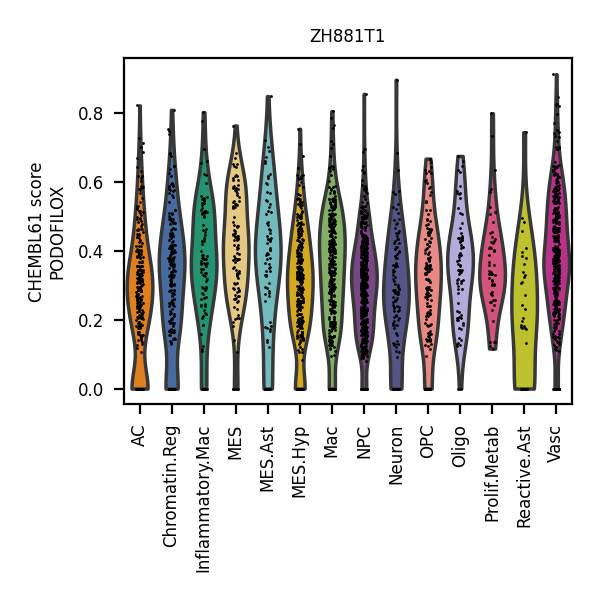 ZH881T1
CHEMBL61 score
PODOFILOX
0.8
0.6
0.4
0.2
0.0
AC
Chromatin.Reg
Inflammatory.Mac
MES
MES.Ast
MES.Hyp
Mac
NPC
Neuron
OPC
Oligo
Prolif.Metab
Reactive.Ast
Vasc